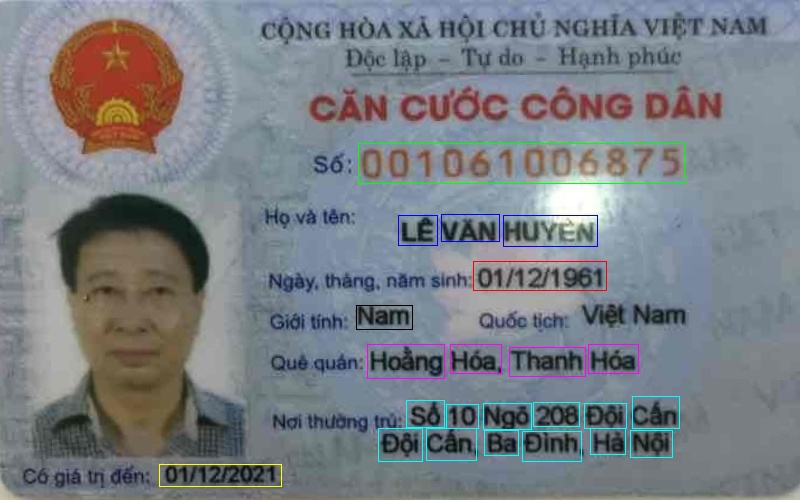 CỘNG HÒA XÃ HỘI CHỦ NGHĨA VIỆT NAM
Độc lập - Tự do - Hạnh phúc
CĂN CƯỚC CÔNG DÂN
Số: 001061006875
Họ và tên: LÊ VĂN HUYÈN
Ngày, tháng, năm sinh: 01/12/1961
Giới tính: Nam Quốc tịch: Việt Nam
Quê quán: Hoằng Hóa, Thanh Hóa
Nơi thường trú: Số 10 Ngõ 208 Đội Cấn
Đội Cấn, Ba Đình, Hà Nội
Có giá trị đến: 01/12/2021